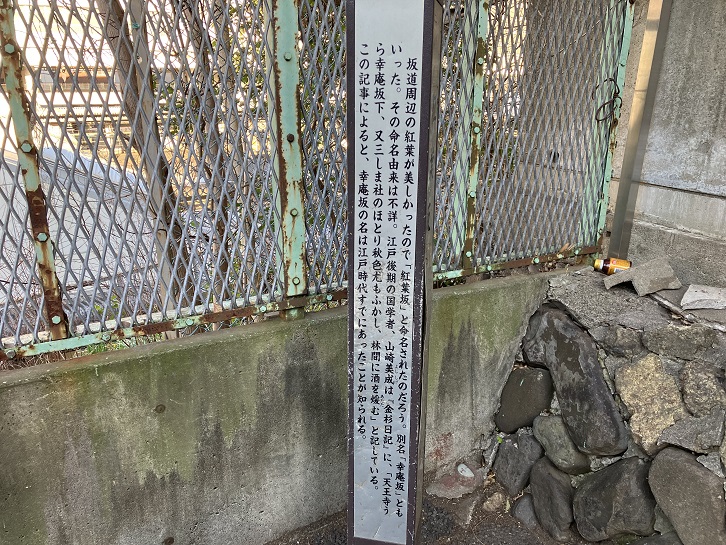 坂道周辺の紅葉が美しかったので「紅葉坂」と命名されたのだろう。別名「幸庵坂」とも
いった。その命名由来は不詳。江戸後期の国学者、山崎美成は「金杉日記」に、「天王寺う
ら幸庵坂下、又三しま社のほとり秋色尤もふかし、林間に酒を煖む」と記している。
この記事によると、幸庵坂の名は江戸時代すでにあったことが知られる。